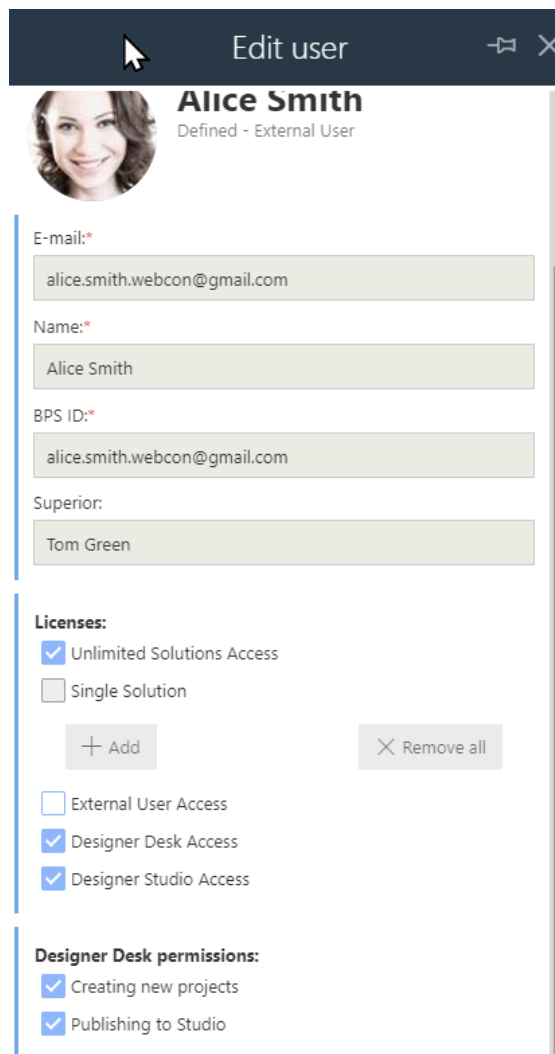 Edit user
Alice Smith
Defined - External User
E-mail:*
alice.smith.webcon@gmail.com
Name:*
Alice Smith
BPS ID:*
alice.smith.webcon@gmail.com
Superior:
Tom Green
Licenses:
Unlimited Solutions Access
Single Solution
Add
Remove all
External User Access
Designer Desk Access
Designer Studio Access
Designer Desk permissions:
Creating new projects
Publishing to Studio